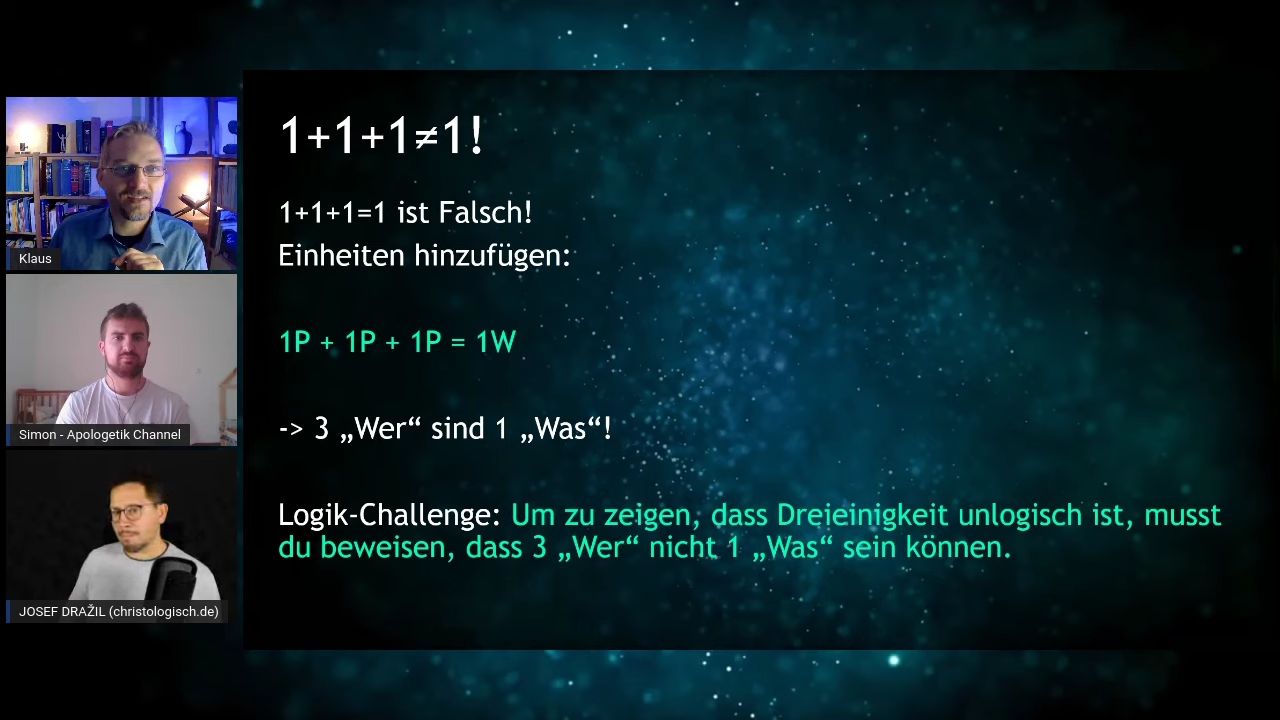 1+1+1≠1!
1+1+1=1 ist Falsch!
Einheiten hinzufügen:
1P + 1P + 1P = 1W
-> 3 „Wer“ sind 1 „Was“!
Logik-Challenge: Um zu zeigen, dass Dreieinigkeit unlogisch ist, musst
du beweisen, dass 3 „Wer“ nicht 1 „Was“ sein können.
Klaus
Simon - Apologetik Channel
JOSEF DRAŽIL (christologisch.de)